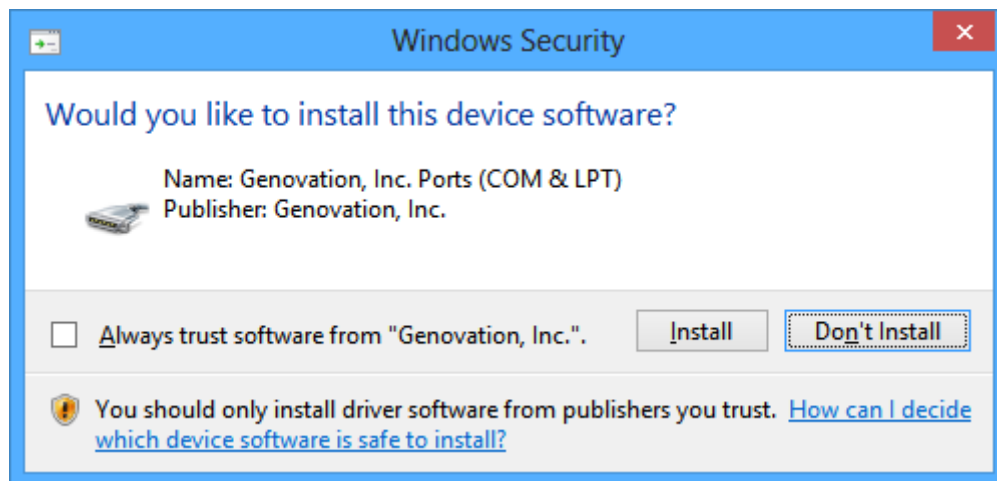 Windows Security
Would you like to install this device software?
Name: Genovation, Inc. Ports (COM & LPT)
Publisher: Genovation, Inc.
Always trust software from "Genovation, Inc.".
Install
Don't Install
You should only install driver software from publishers you trust. How can I decide
which device software is safe to install?